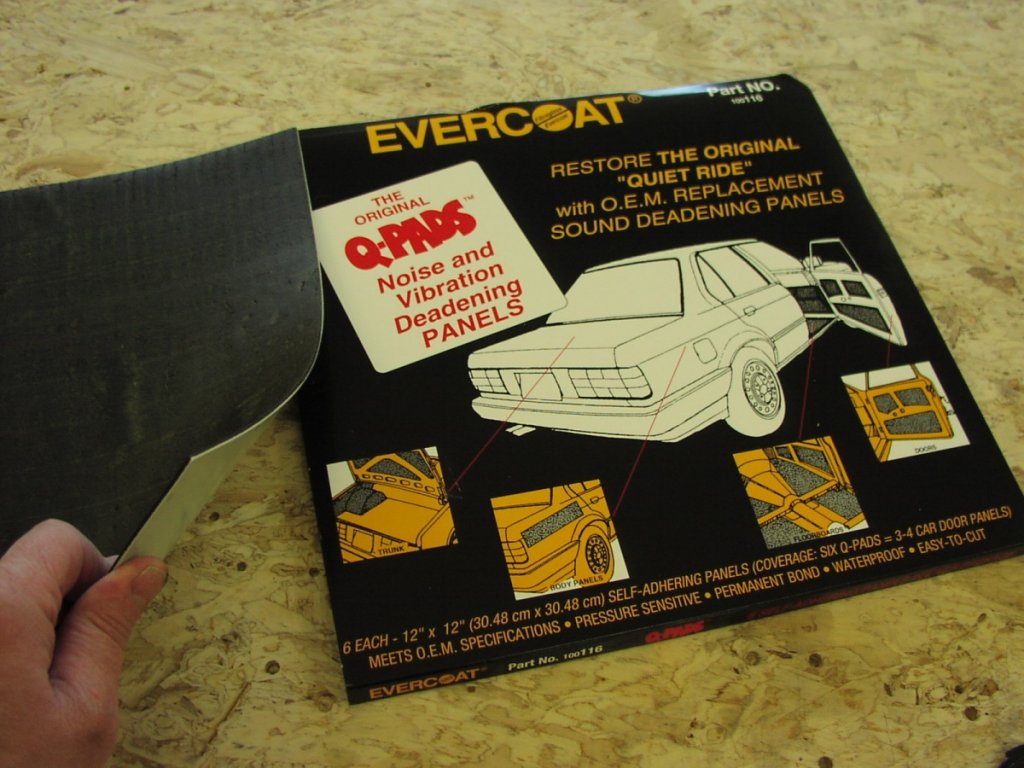 EVERCOAT®
Part NO.
100116
RESTORE THE ORIGINAL
"QUIET RIDE"
with O.E.M. REPLACEMENT
SOUND DEADENING PANELS
THE
ORIGINAL
Q-PADS™
Noise and
Vibration
Deadening
PANELS
TRUNK
BODY PANELS
FLOORBOARDS
DOORS
6 EACH - 12" x 12" (30.48 cm x 30.48 cm) SELF-ADHERING PANELS (COVERAGE: SIX Q-PADS = 3-4 CAR DOOR PANELS)
MEETS O.E.M. SPECIFICATIONS • PRESSURE SENSITIVE • PERMANENT BOND • WATERPROOF • EASY-TO-CUT
EVERCOAT
Part No. 100116
Q-PADS